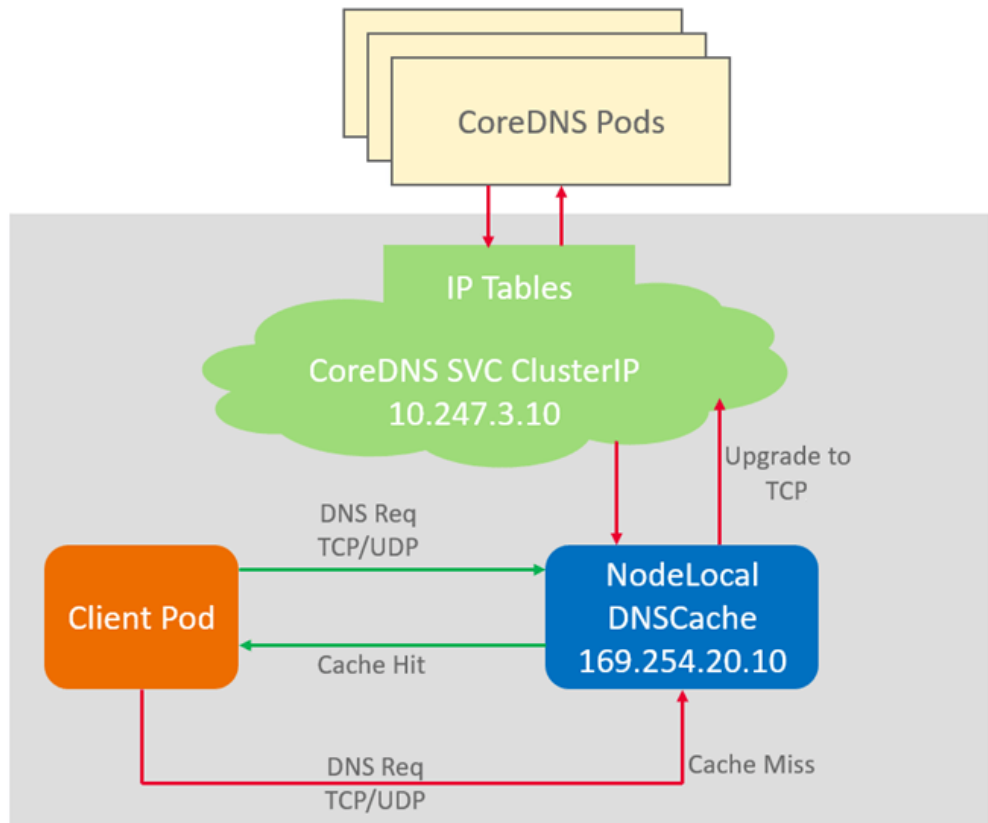 CoreDNS Pods
IP Tables
CoreDNS SVC ClusterIP
10.247.3.10
Upgrade to
TCP
DNS Req
TCP/UDP
Client Pod
NodeLocal
DNSCache
169.254.20.10
Cache Hit
DNS Req
TCP/UDP
Cache Miss